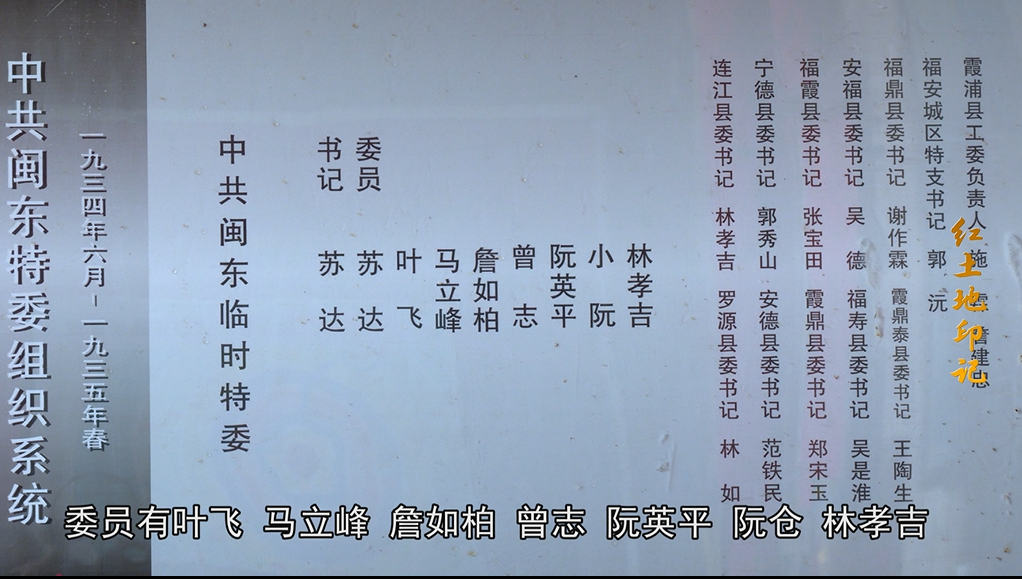 中共闽东特委组织系统
一九三四年六月－一九三五年春
中共闽东临时特委
书记 苏达
委员 苏达
叶飞
马立峰
詹如柏
曾志
阮英平
小阮
林孝吉
连江县委书记 林孝吉 罗源县委书记 林如
宁德县委书记 郭秀山 安德县委书记 范铁民
福霞县委书记 张宝田 霞鼎县委书记 郑宋玉
安福县委书记 吴德 福寿县委书记 吴是淮
福鼎县委书记 谢作霖 霞鼎泰县委书记 王陶生
福安城区特支书记 郭沅
霞浦县工委负责人 施霖 詹建忠
红土地印记
委员有叶飞 马立峰 詹如柏 曾志 阮英平 阮仓 林孝吉